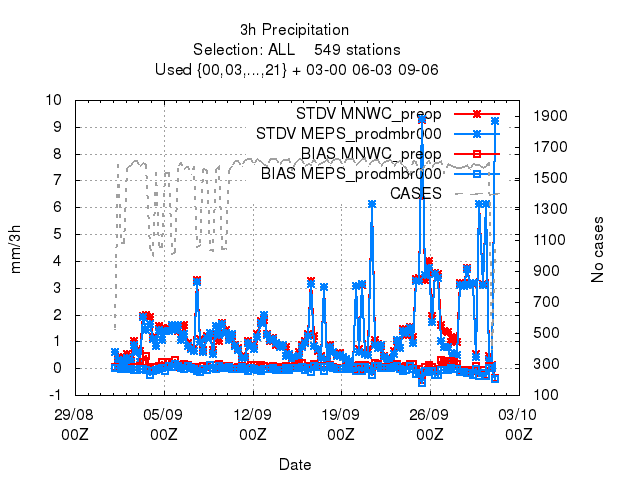 3h Precipitation
Selection: ALL    549 stations
Used {00,03,...,21} + 03-00 06-03 09-06
STDV MNWC_preop
STDV MEPS_prodmbr000
BIAS MNWC_preop
BIAS MEPS_prodmbr000
CASES
mm/3h
10
9
8
7
6
5
4
3
2
1
0
-1
1900
1700
1500
1300
1100
900
700
500
300
100
No cases
29/08 05/09 12/09 19/09 26/09 03/10
00Z 00Z 00Z 00Z 00Z 00Z
Date